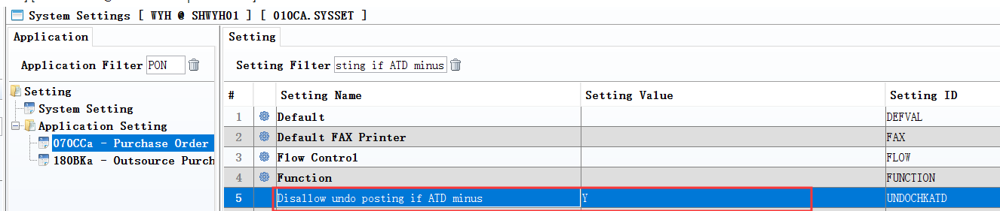 System Settings [ WYH @ SHWYH01 ] [ 010CA.SYSSET ]
Application
Setting
Application Filter PON
Setting Filter sting if ATD minus
Setting
System Setting
Application Setting
070CCa - Purchase Order
180BKa - Outsource Purch
# Setting Name Setting Value Setting ID
1 Default DEFVAL
2 Default FAX Printer FAX
3 Flow Control FLOW
4 Function FUNCTION
5 Disallow undo posting if ATD minus Y UNDOCHKATD